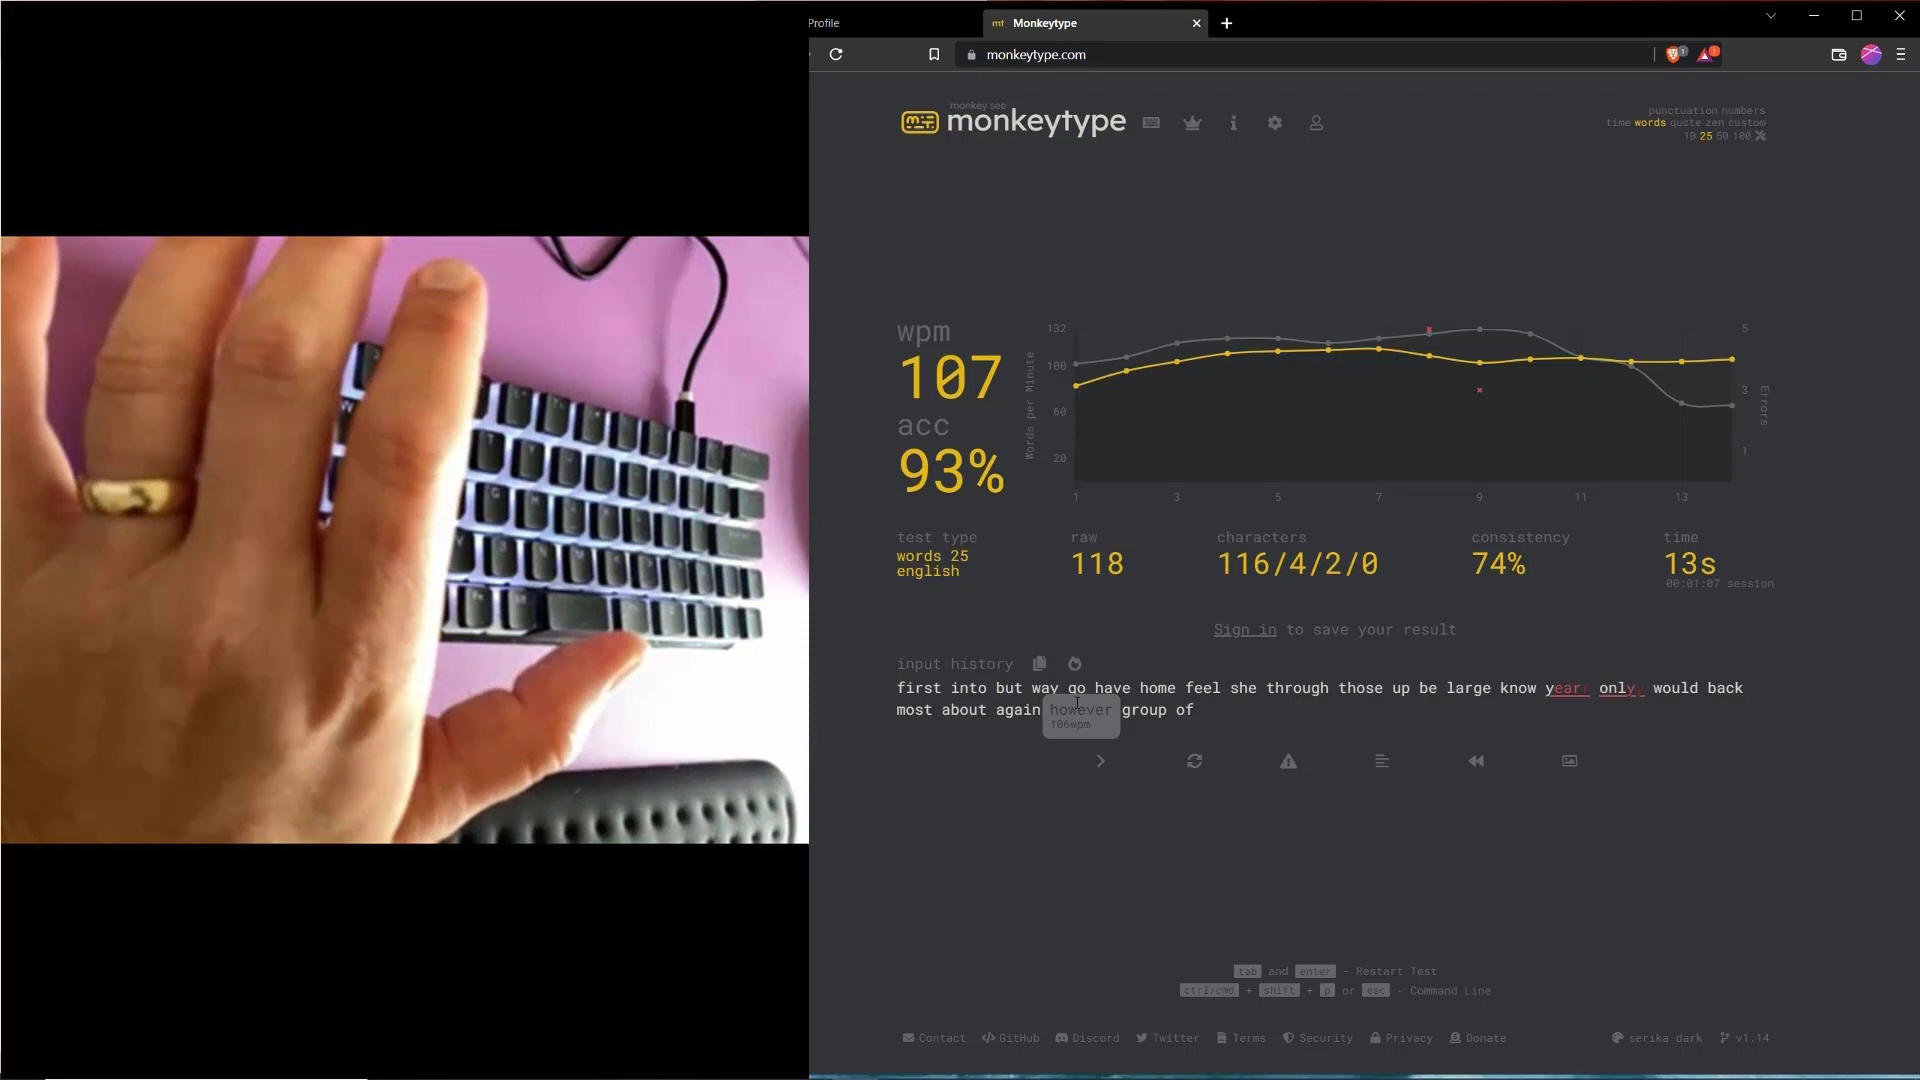 Profile
mt Monkeytype
monkeytype.com
1
1
monkey see
monkeytype
punctuation numbers
time words quote zen custom
10 25 50 100
wpm
107
acc
93%
132
100
60
20
Words per Minute
5
3
1
Errors
1 3 5 7 9 11 13
test type
words 25
english
raw
118
characters
116/4/2/0
consistency
74%
time
13s
00:01:07 session
Sign in to save your result
input history
first into but way go have home feel she through those up be large know yearr onlyy would back
most about again however group of
106wpm
tab and enter - Restart Test
ctrl/cmd + shift + p or esc - Command Line
Contact GitHub Discord Twitter Terms Security Privacy Donate serika dark v1.14